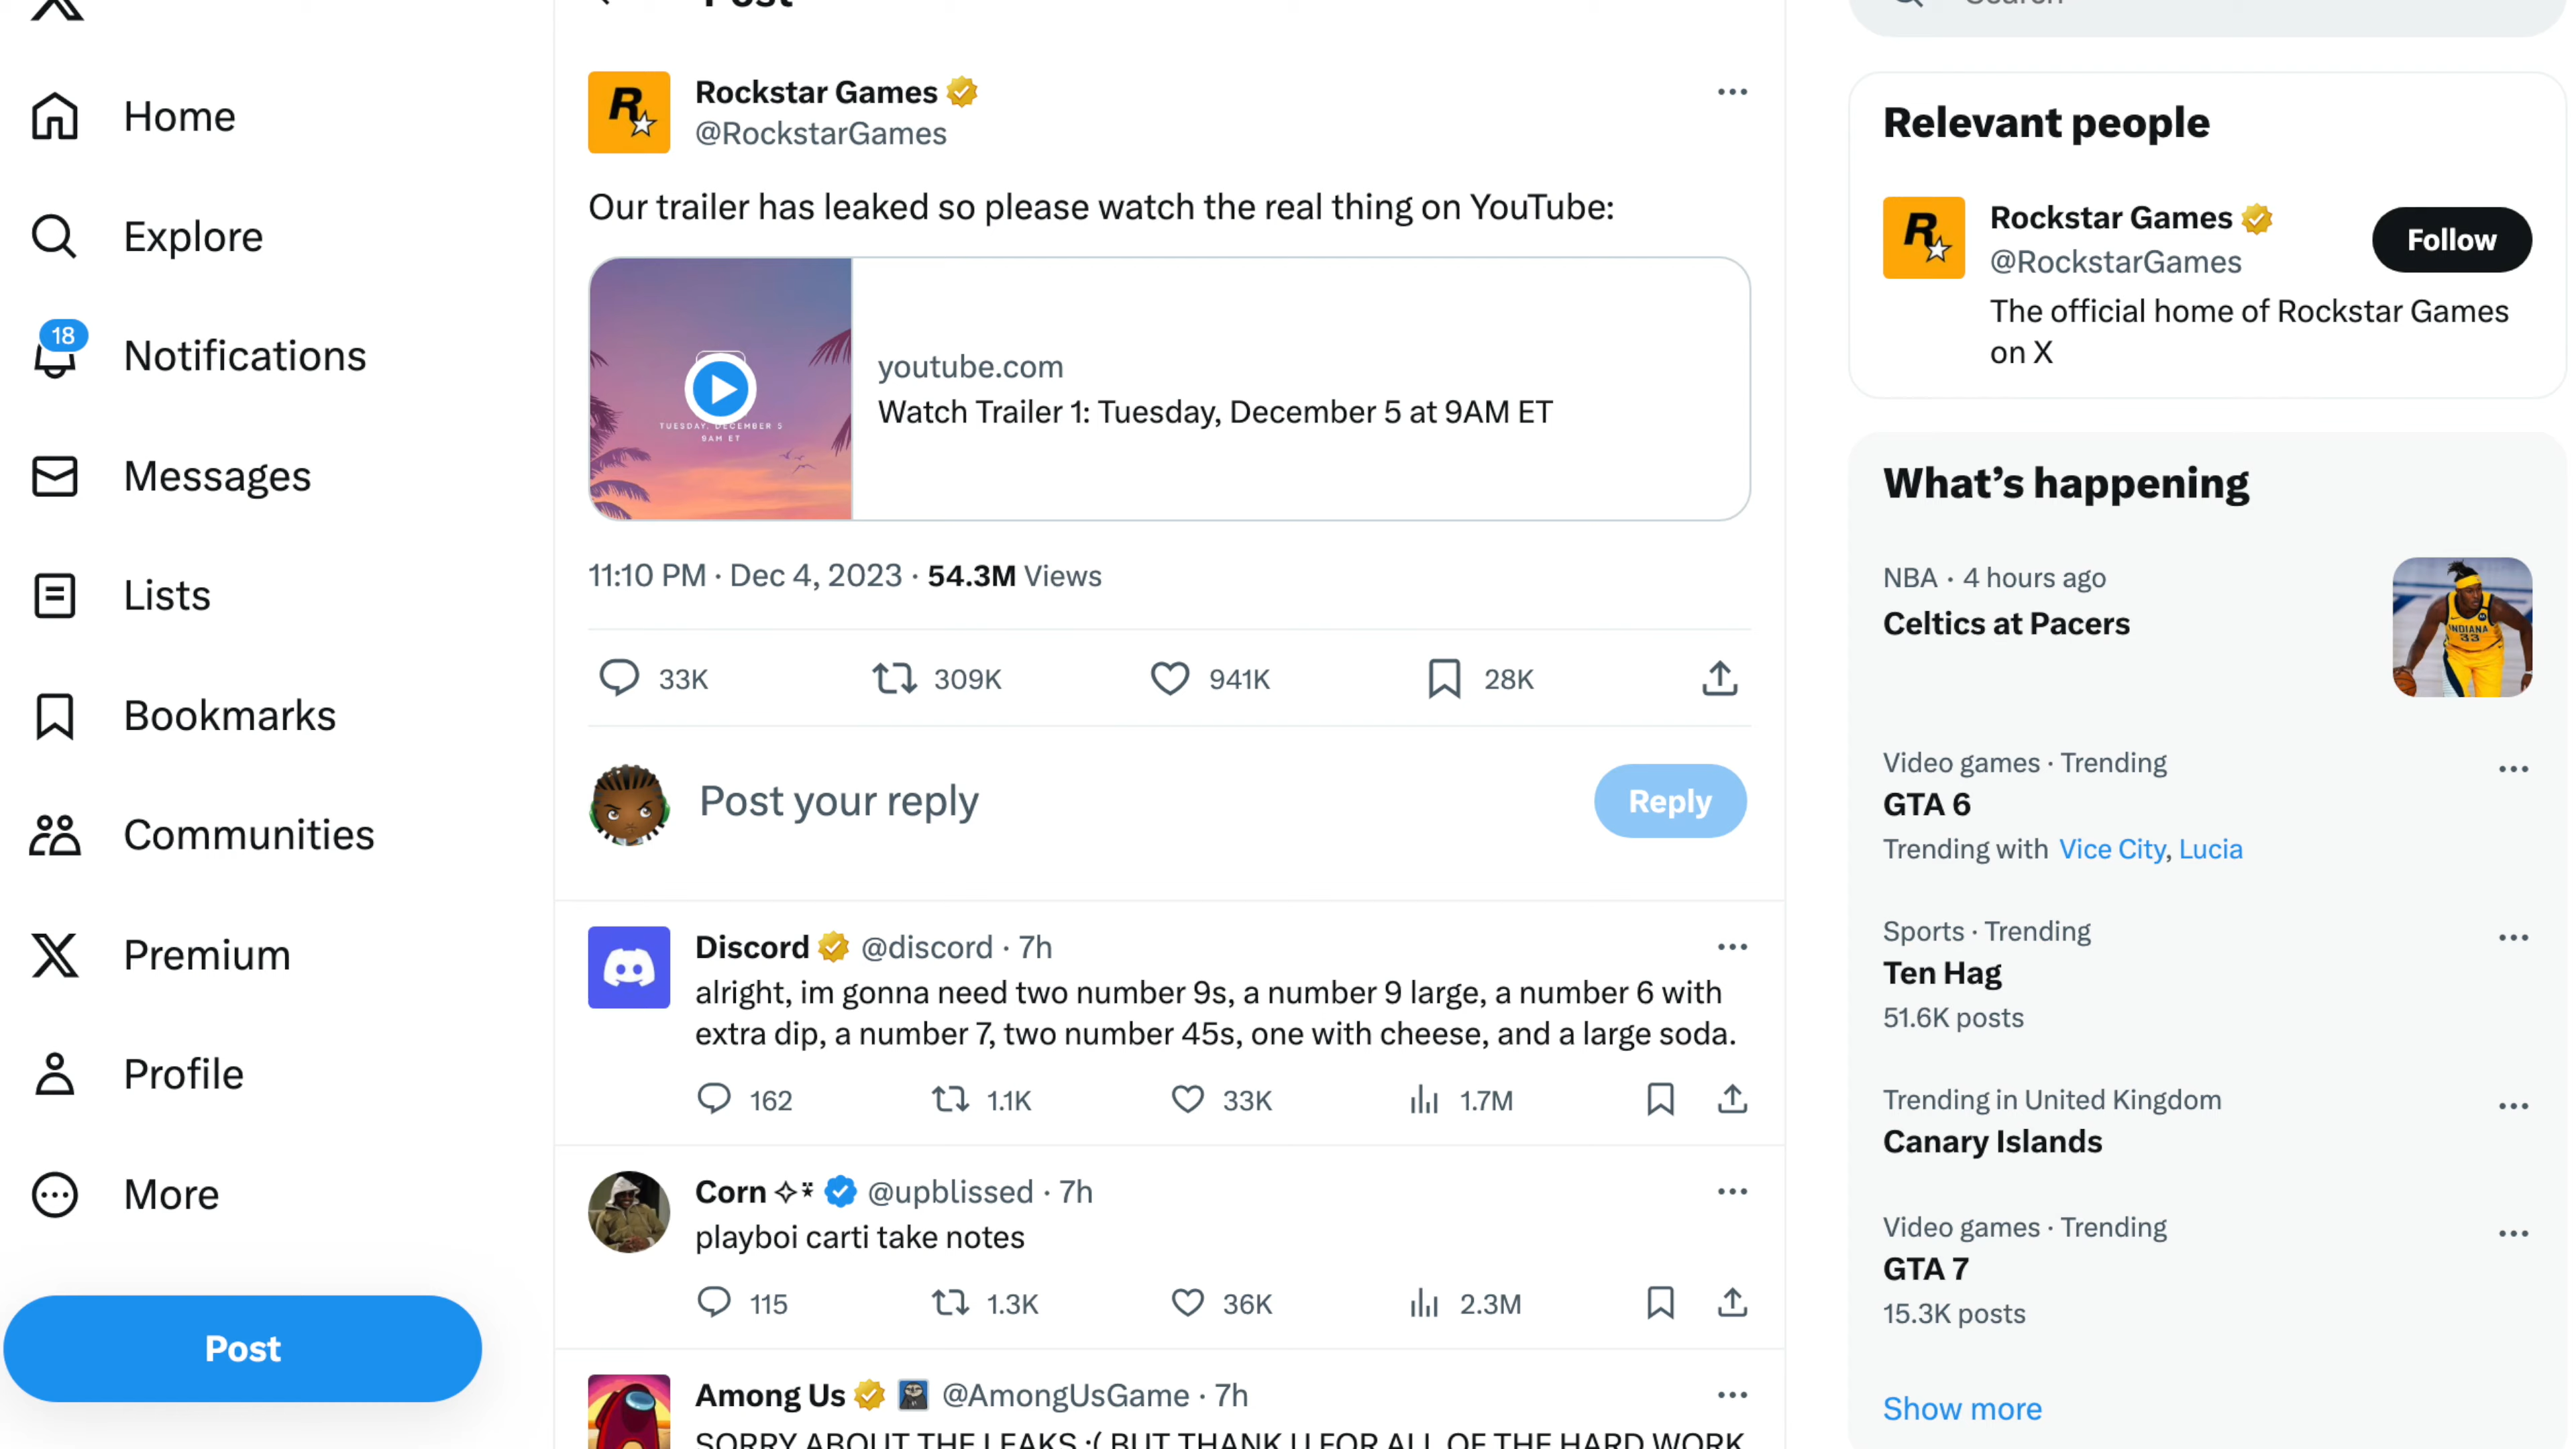 Post
Search
Home
Explore
18
Notifications
Messages
Lists
Bookmarks
Communities
Premium
Profile
More
Post
Rockstar Games
@RockstarGames
Our trailer has leaked so please watch the real thing on YouTube:
TUESDAY, DECEMBER 5
9AM ET
youtube.com
Watch Trailer 1: Tuesday, December 5 at 9AM ET
11:10 PM · Dec 4, 2023 · 54.3M Views
33K 309K 941K 28K
Post your reply
Reply
Discord @discord · 7h
alright, im gonna need two number 9s, a number 9 large, a number 6 with
extra dip, a number 7, two number 45s, one with cheese, and a large soda.
162 1.1K 33K 1.7M
Corn @upblissed · 7h
playboi carti take notes
115 1.3K 36K 2.3M
Among Us @AmongUsGame · 7h
SORRY ABOUT THE LEAKS :( BUT THANK U FOR ALL OF THE HARD WORK
Relevant people
Rockstar Games
@RockstarGames
Follow
The official home of Rockstar Games
on X
What's happening
NBA · 4 hours ago
Celtics at Pacers
INDIANA
33
Video games · Trending
GTA 6
Trending with Vice City, Lucia
Sports · Trending
Ten Hag
51.6K posts
Trending in United Kingdom
Canary Islands
Video games · Trending
GTA 7
15.3K posts
Show more